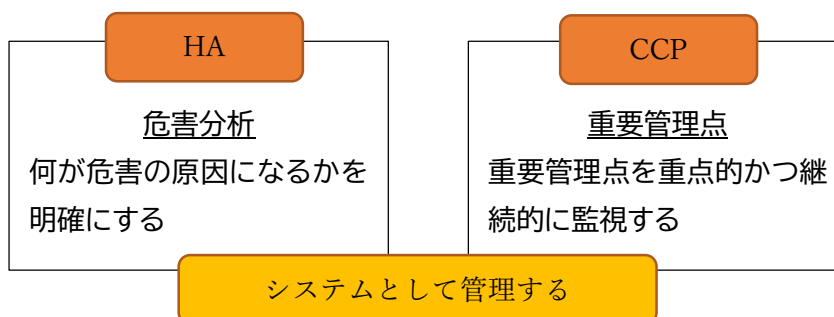 HA
危害分析
何が危害の原因になるかを
明確にする
CCP
重要管理点
重要管理点を重点的かつ継
続的に監視する
システムとして管理する